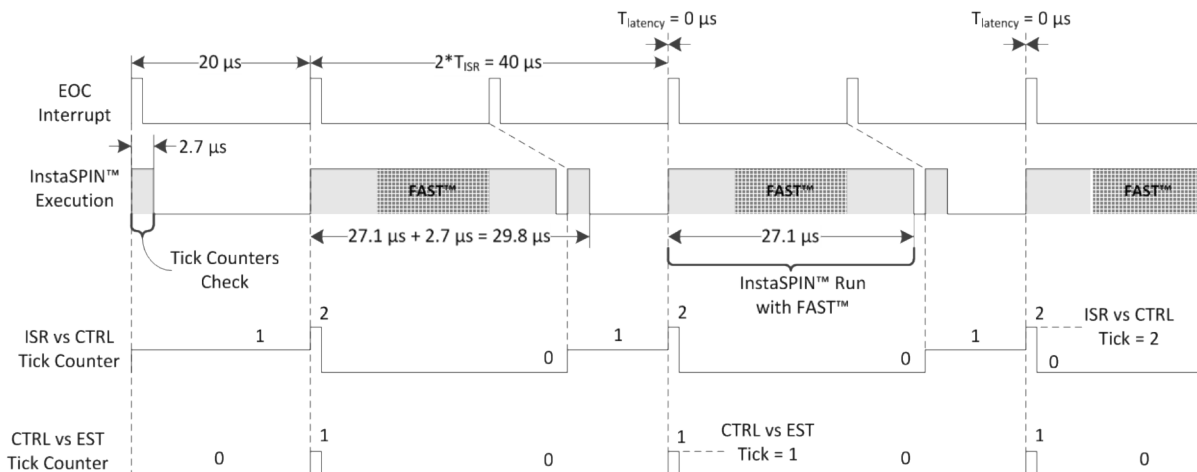 Tlatency = 0 µs
Tlatency = 0 µs
20 µs
2*TISR = 40 µs
EOC
Interrupt
2.7 µs
InstaSPIN™
Execution
FAST™
FAST™
FAST™
27.1 µs + 2.7 µs = 29.8 µs
27.1 µs
Tick Counters
Check
InstaSPIN™ Run
with FAST™
ISR vs CTRL
Tick Counter
1
2
0
1
2
0
1
2
0
ISR vs CTRL
Tick = 2
CTRL vs EST
Tick Counter
0
1
0
1
CTRL vs EST
Tick = 1
0
1
0